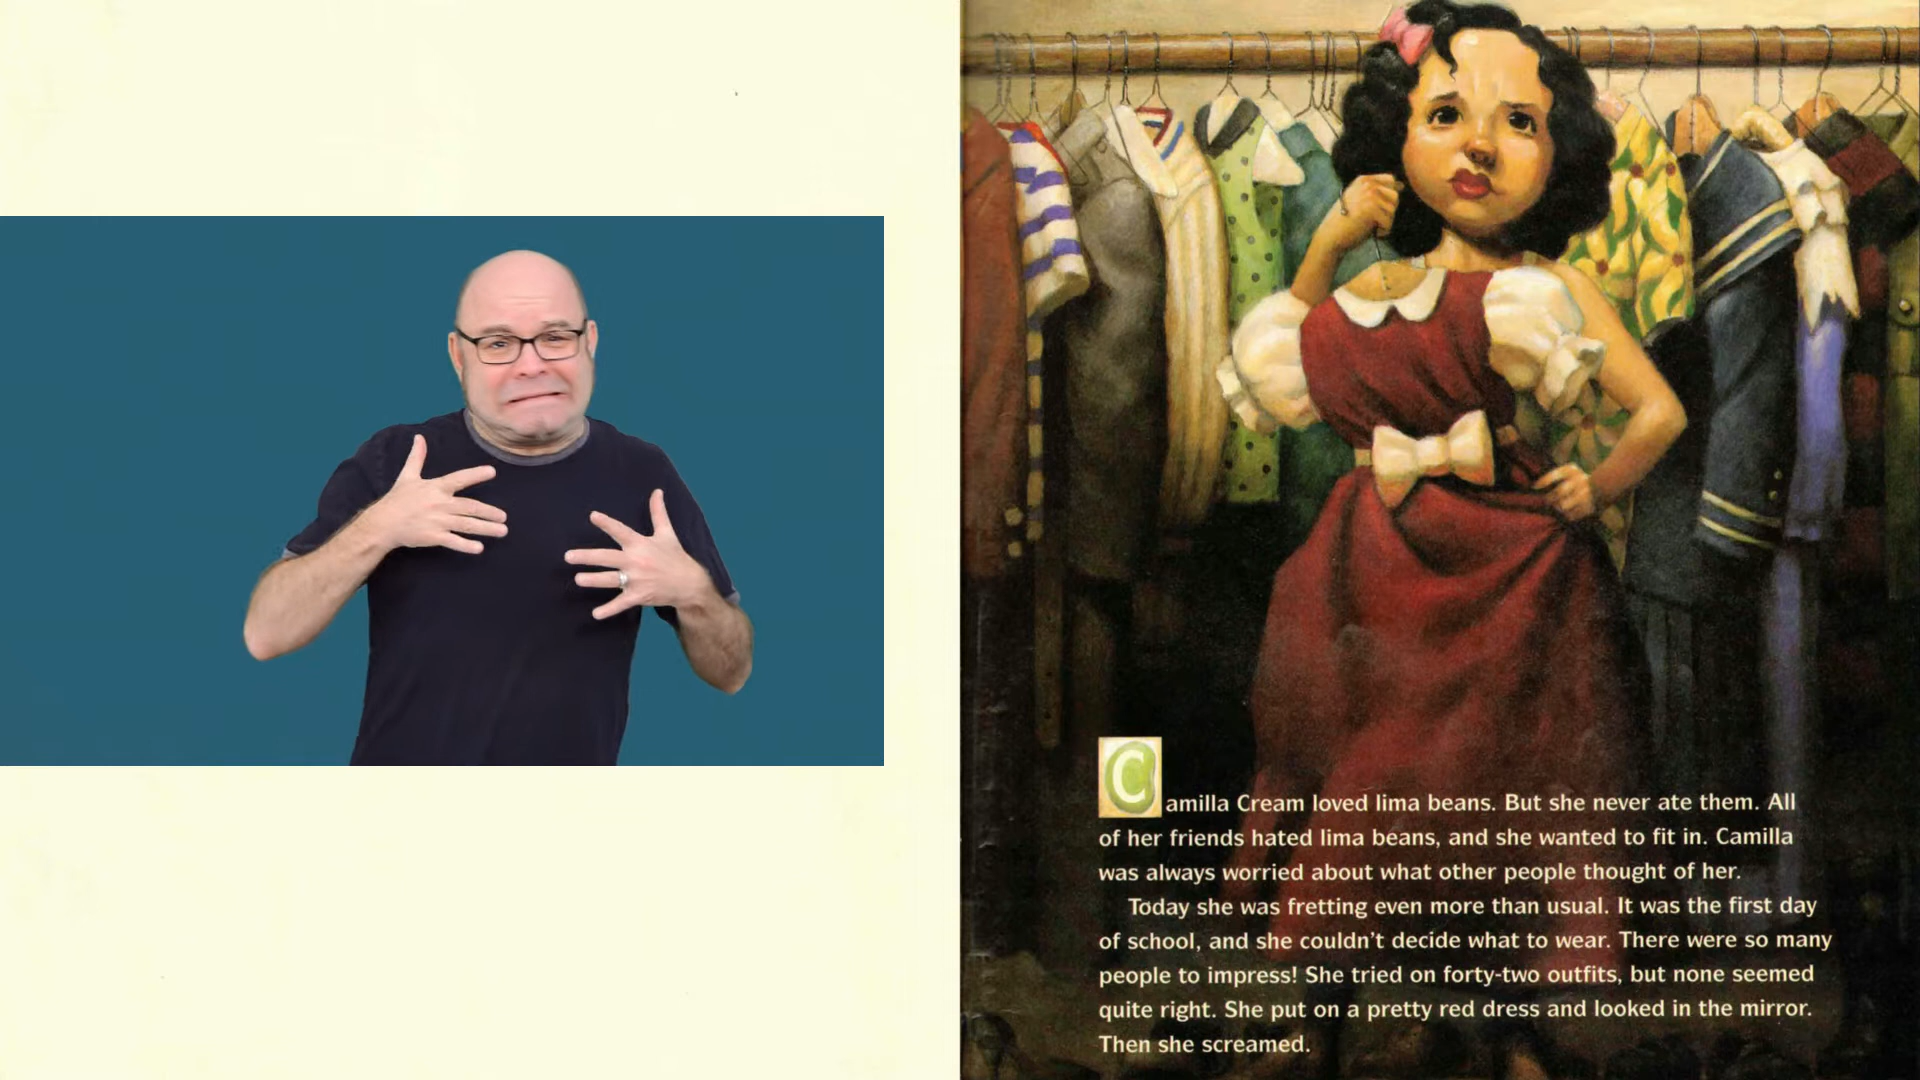 Camilla Cream loved lima beans. But she never ate them. All
of her friends hated lima beans, and she wanted to fit in. Camilla
was always worried about what other people thought of her.
Today she was fretting even more than usual. It was the first day
of school, and she couldn't decide what to wear. There were so many
people to impress! She tried on forty-two outfits, but none seemed
quite right. She put on a pretty red dress and looked in the mirror.
Then she screamed.